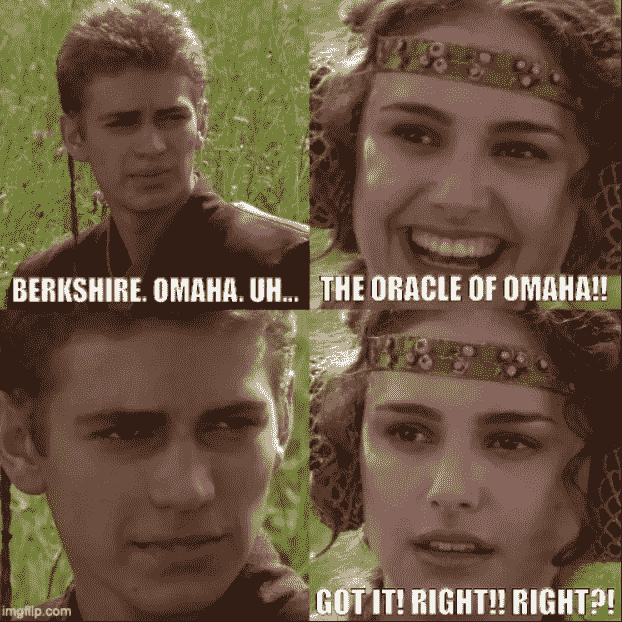 BERKSHIRE. OMAHA. UH...
THE ORACLE OF OMAHA!!
GOT IT! RIGHT!! RIGHT?!
imgflip.com